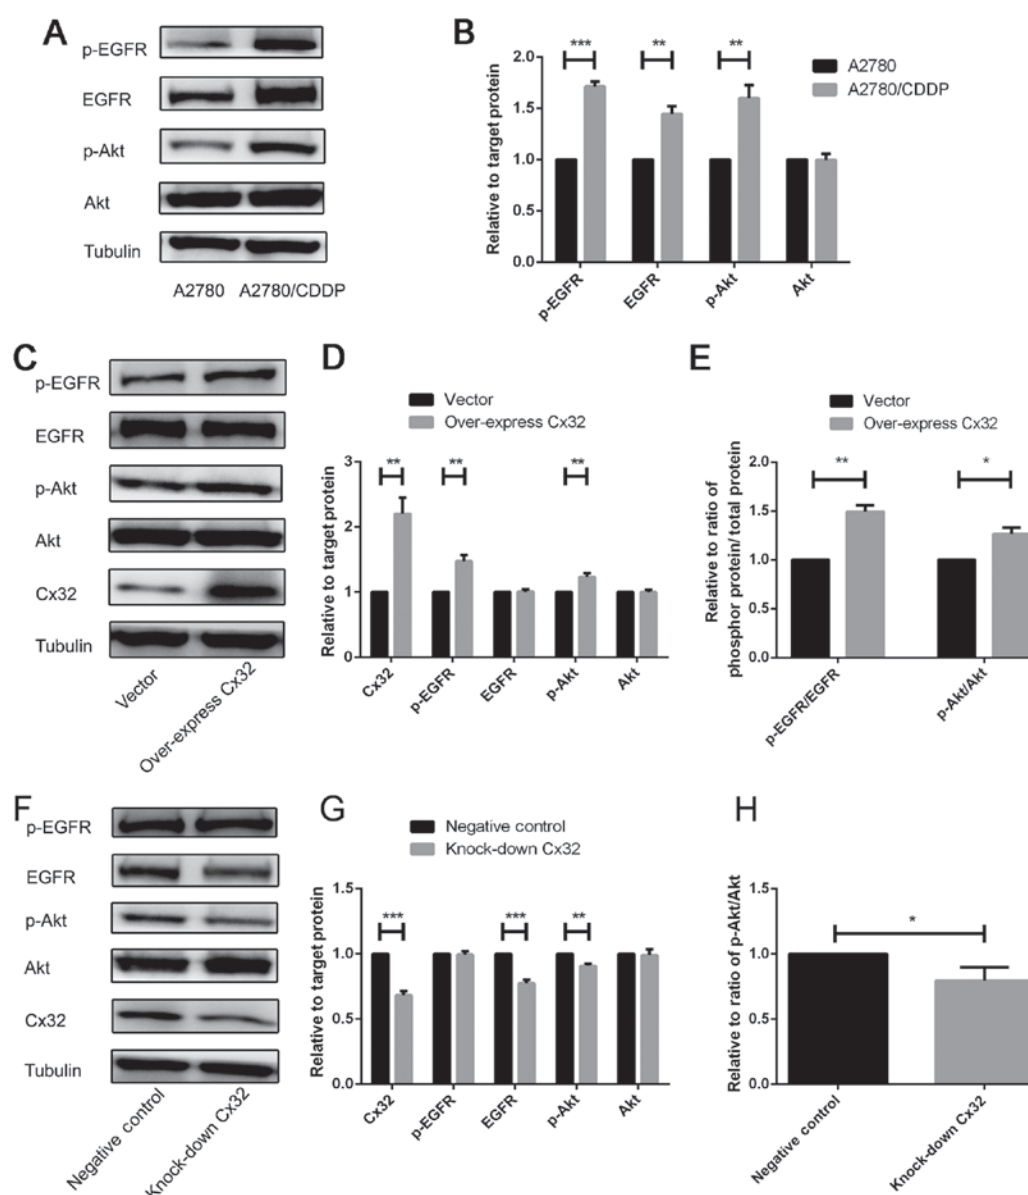 A
p-EGFR
EGFR
p-Akt
Akt
Tubulin
A2780 A2780/CDDP
B
*** ** **
A2780
A2780/CDDP
Relative to target protein
2.0
1.5
1.0
0.5
0.0
p-EGFR EGFR p-Akt Akt
C
p-EGFR
EGFR
p-Akt
Akt
Cx32
Tubulin
Vector Over-express Cx32
D
Vector
Over-express Cx32
Relative to target protein
3
2
1
0
** ** **
Cx32 p-EGFR EGFR p-Akt Akt
E
Vector
Over-express Cx32
Relative to ratio of
phosphor protein/ total protein
2.0
1.5
1.0
0.5
0.0
** *
p-EGFR/EGFR p-Akt/Akt
F
p-EGFR
EGFR
p-Akt
Akt
Cx32
Tubulin
Negative control Knock-down Cx32
G
Negative control
Knock-down Cx32
Relative to target protein
1.5
1.0
0.5
0.0
*** *** **
Cx32 p-EGFR EGFR p-Akt Akt
H
Relative to ratio of p-Akt/Akt
1.5
1.0
0.5
0.0
*
Negative control Knock-down Cx32